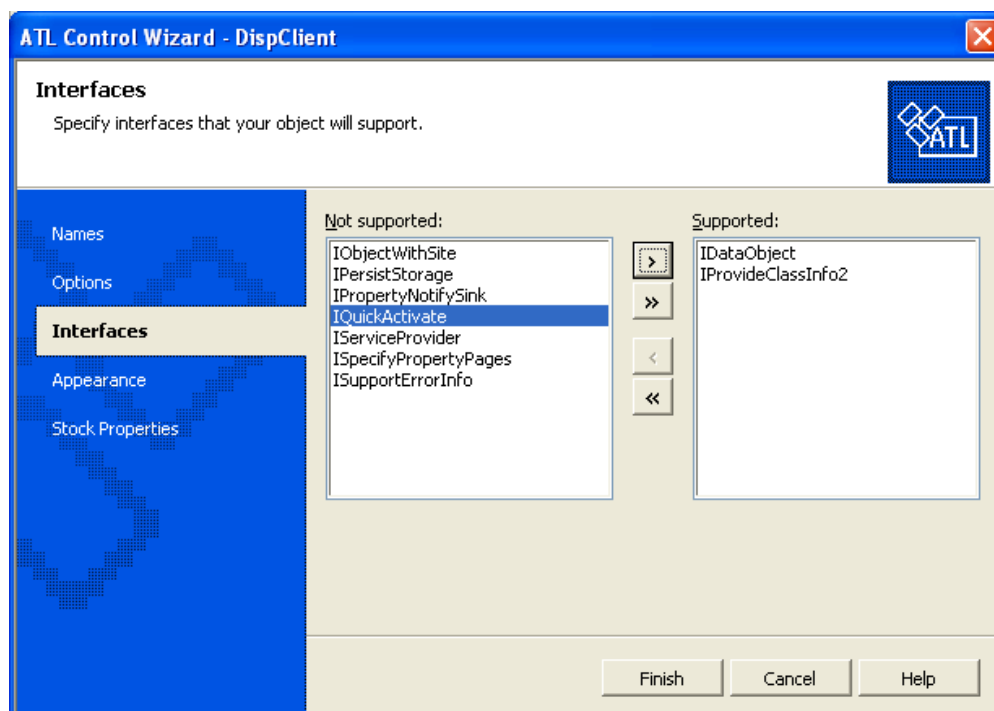 ATL Control Wizard - DispClient
Interfaces
Specify interfaces that your object will support.
ATL
Names
Options
Interfaces
Appearance
Stock Properties
Not supported:
IObjectWithSite
IPersistStorage
IPropertyNotifySink
IQuickActivate
IServiceProvider
ISpecifyPropertyPages
ISupportErrorInfo
>
>>
<
<<
Supported:
IDataObject
IProvideClassInfo2
Finish
Cancel
Help